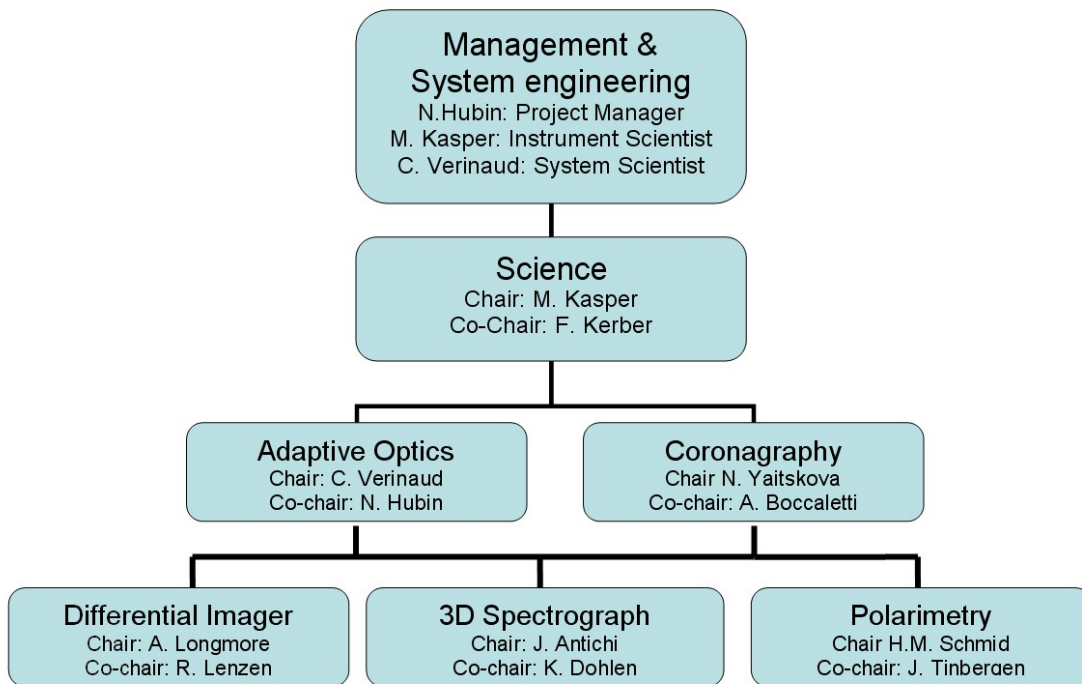 Management &
System engineering
N.Hubin: Project Manager
M. Kasper: Instrument Scientist
C. Verinaud: System Scientist
Science
Chair: M. Kasper
Co-Chair: F. Kerber
Adaptive Optics
Chair: C. Verinaud
Co-chair: N. Hubin
Coronagraphy
Chair N. Yaitskova
Co-chair: A. Boccaletti
Differential Imager
Chair: A. Longmore
Co-chair: R. Lenzen
3D Spectrograph
Chair: J. Antichi
Co-chair: K. Dohlen
Polarimetry
Chair H.M. Schmid
Co-chair: J. Tinbergen